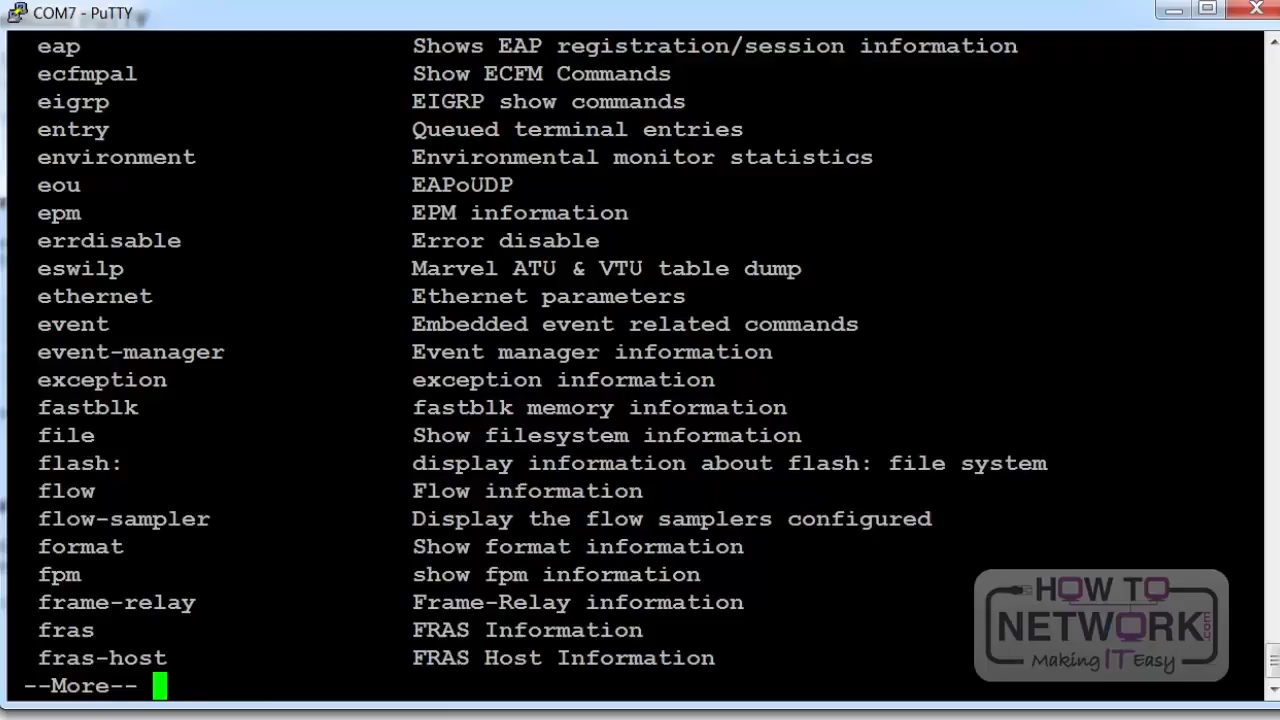 COM7 - PuTTY
eap Shows EAP registration/session information
ecfmpal Show ECFM Commands
eigrp EIGRP show commands
entry Queued terminal entries
environment Environmental monitor statistics
eou EAPoUDP
epm EPM information
errdisable Error disable
eswilp Marvel ATU & VTU table dump
ethernet Ethernet parameters
event Embedded event related commands
event-manager Event manager information
exception exception information
fastblk fastblk memory information
file Show filesystem information
flash: display information about flash: file system
flow Flow information
flow-sampler Display the flow samplers configured
format Show format information
fpm show fpm information
frame-relay Frame-Relay information
fras FRAS Information
fras-host FRAS Host Information
--More--
HOW TO
NETWORK.com
Making IT Easy